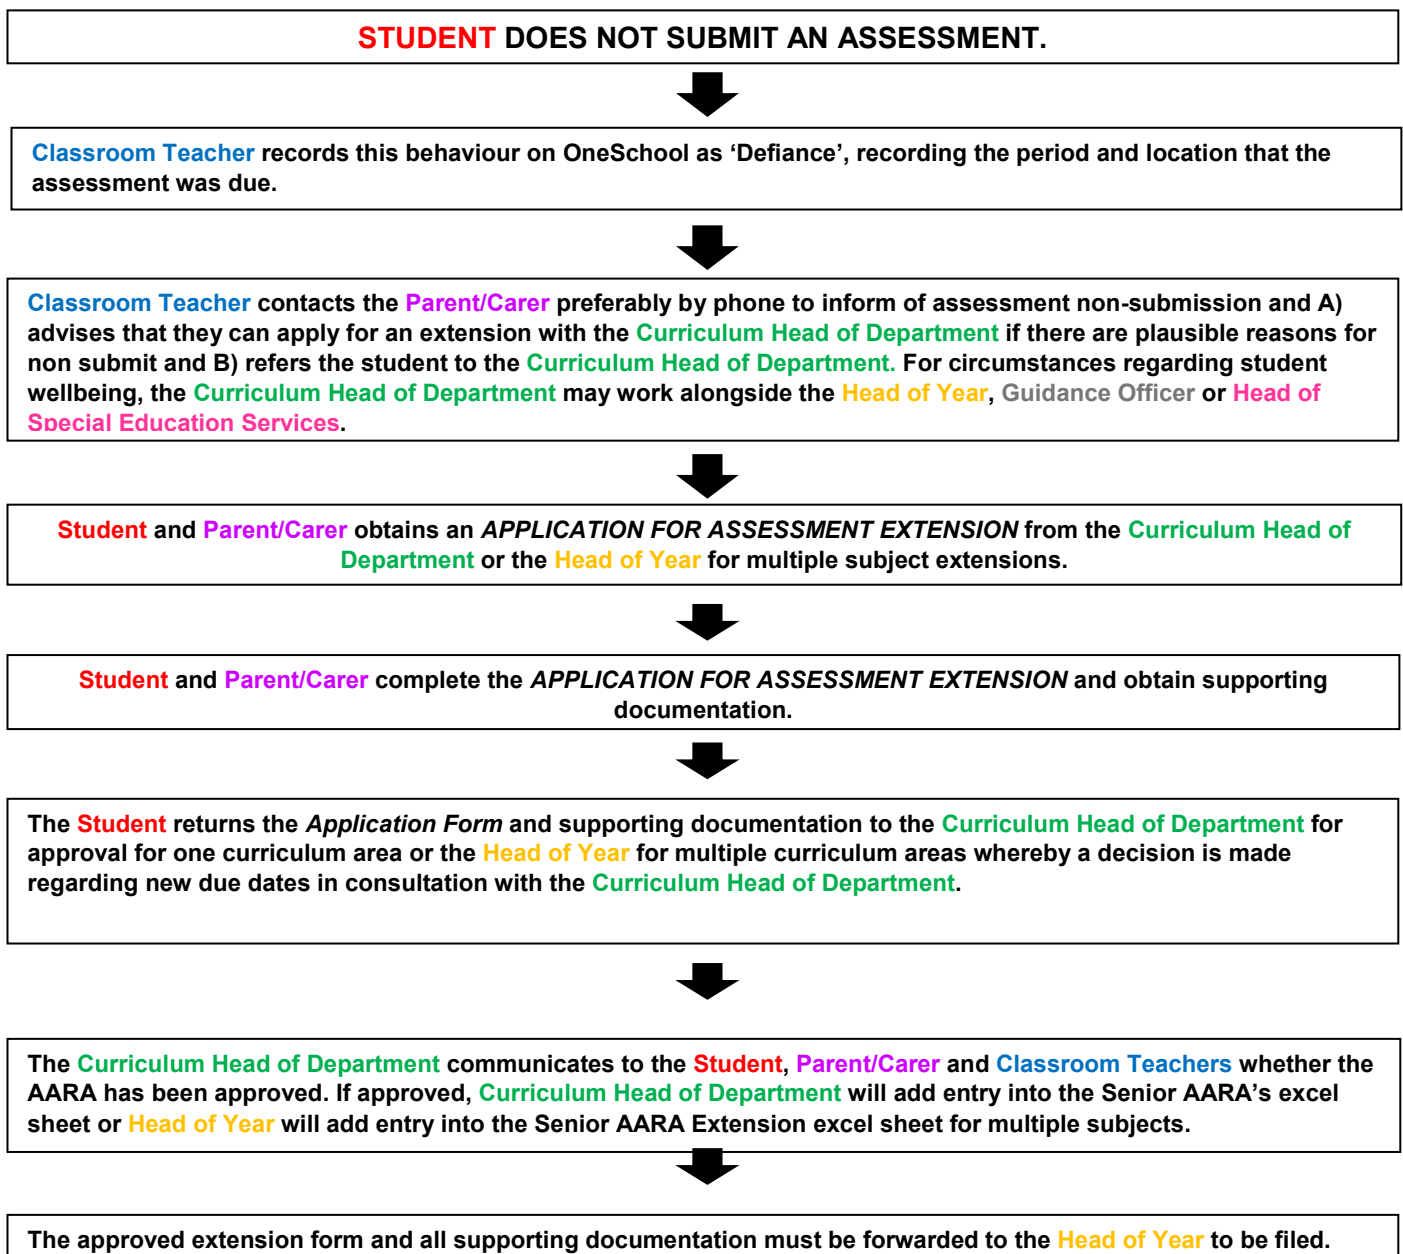 STUDENT DOES NOT SUBMIT AN ASSESSMENT.
Classroom Teacher records this behaviour on OneSchool as ‘Defiance’, recording the period and location that the
assessment was due.
Classroom Teacher contacts the Parent/Carer preferably by phone to inform of assessment non-submission and A)
advises that they can apply for an extension with the Curriculum Head of Department if there are plausible reasons for
non submit and B) refers the student to the Curriculum Head of Department. For circumstances regarding student
wellbeing, the Curriculum Head of Department may work alongside the Head of Year, Guidance Officer or Head of
Special Education Services.
Student and Parent/Carer obtains an APPLICATION FOR ASSESSMENT EXTENSION from the Curriculum Head of
Department or the Head of Year for multiple subject extensions.
Student and Parent/Carer complete the APPLICATION FOR ASSESSMENT EXTENSION and obtain supporting
documentation.
The Student returns the Application Form and supporting documentation to the Curriculum Head of Department for
approval for one curriculum area or the Head of Year for multiple curriculum areas whereby a decision is made
regarding new due dates in consultation with the Curriculum Head of Department.
The Curriculum Head of Department communicates to the Student, Parent/Carer and Classroom Teachers whether the
AARA has been approved. If approved, Curriculum Head of Department will add entry into the Senior AARA’s excel
sheet or Head of Year will add entry into the Senior AARA Extension excel sheet for multiple subjects.
The approved extension form and all supporting documentation must be forwarded to the Head of Year to be filed.